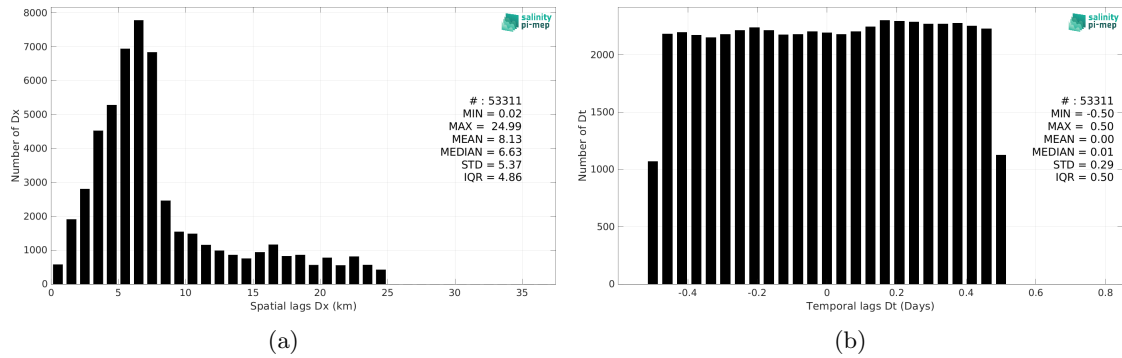 8000
7000
6000
5000
4000
3000
2000
1000
0
Number of Dx
0 5 10 15 20 25 30 35
Spatial lags Dx (km)
salinity
pi-mep
# : 53311
MIN = 0.02
MAX = 24.99
MEAN = 8.13
MEDIAN = 6.63
STD = 5.37
IQR = 4.86
(a)
2000
1500
1000
500
0
Number of Dt
-0.4 -0.2 0 0.2 0.4 0.6 0.8
Temporal lags Dt (Days)
salinity
pi-mep
# : 53311
MIN = -0.50
MAX = 0.50
MEAN = 0.00
MEDIAN = 0.01
STD = 0.29
IQR = 0.50
(b)